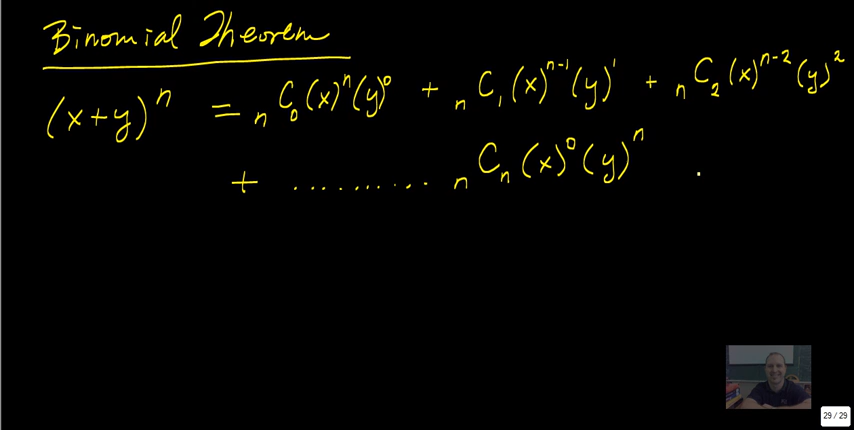 Binomial Theorem
(x+y)ⁿ = ₙC₀(x)ⁿ(y)⁰ + ₙC₁(x)ⁿ⁻¹(y)¹ + ₙC₂(x)ⁿ⁻²(y)²
+ .......... ₙCₙ(x)⁰(y)ⁿ .
29 / 29